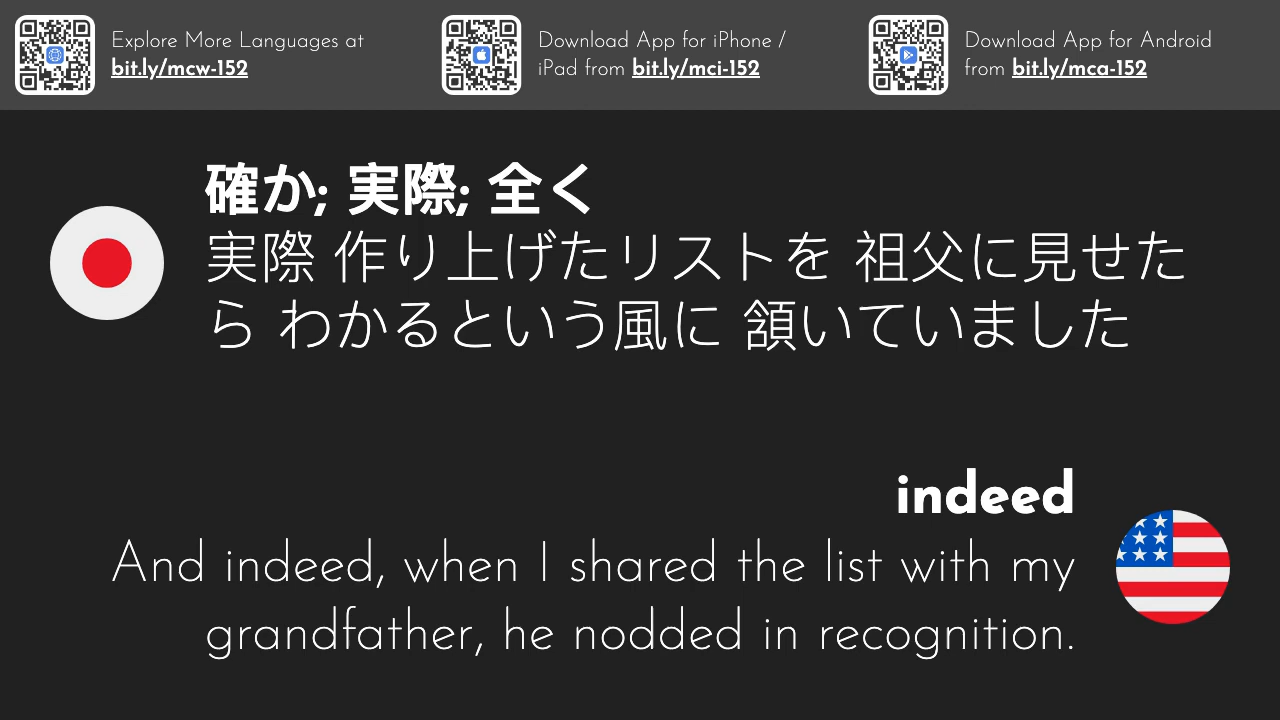 Explore More Languages at
bit.ly/mcw-152
Download App for iPhone /
iPad from bit.ly/mci-152
Download App for Android
from bit.ly/mca-152
確か; 実際; 全く
実際 作り上げたリストを 祖父に見せた
ら わかるという風に 頷いていました
indeed
And indeed, when I shared the list with my
grandfather, he nodded in recognition.